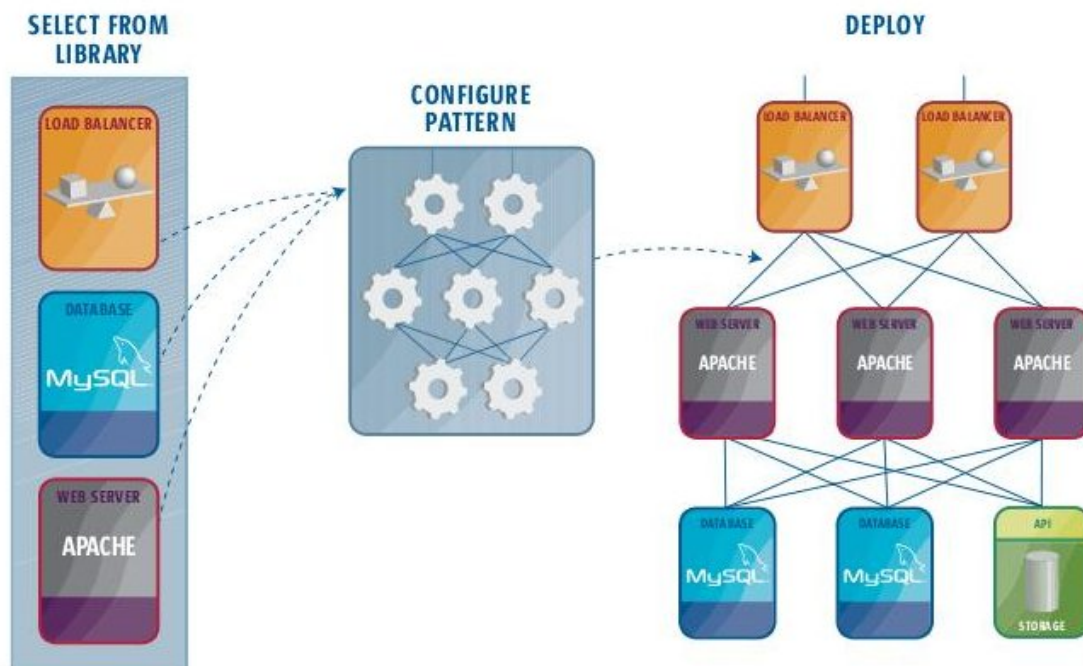 SELECT FROM
LIBRARY
LOAD BALANCER
DATABASE
MySQL
WEB SERVER
APACHE
CONFIGURE
PATTERN
DEPLOY
LOAD BALANCER
LOAD BALANCER
WEB SERVER
APACHE
WEB SERVER
APACHE
WEB SERVER
APACHE
DATABASE
MySQL
DATABASE
MySQL
API
STORAGE